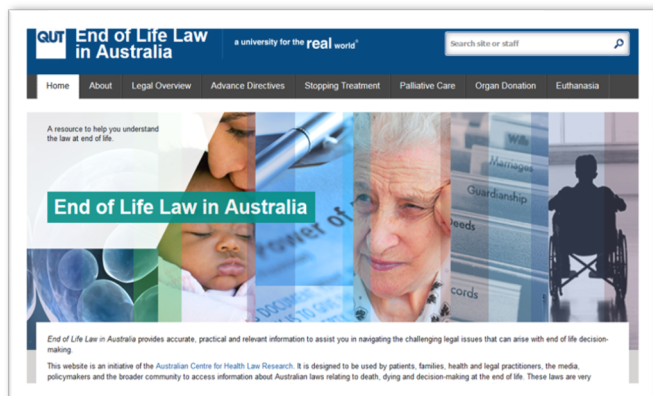 QUT
End of Life Law
in Australia
a university for the real world®
Search site or staff
Home About Legal Overview Advance Directives Stopping Treatment Palliative Care Organ Donation Euthanasia
A resource to help you understand
the law at end of life.
Wills
Marriages
Guardianship
End of Life Law in Australia
ower of
Deeds
cords
DOCUMENT
IS TO GIVE
End of Life Law in Australia provides accurate, practical and relevant information to assist you in navigating the challenging legal issues that can arise with end of life decision-
making.
This website is an initiative of the Australian Centre for Health Law Research. It is designed to be used by patients, families, health and legal practitioners, the media,
policymakers and the broader community to access information about Australian laws relating to death, dying and decision-making at the end of life. These laws are very